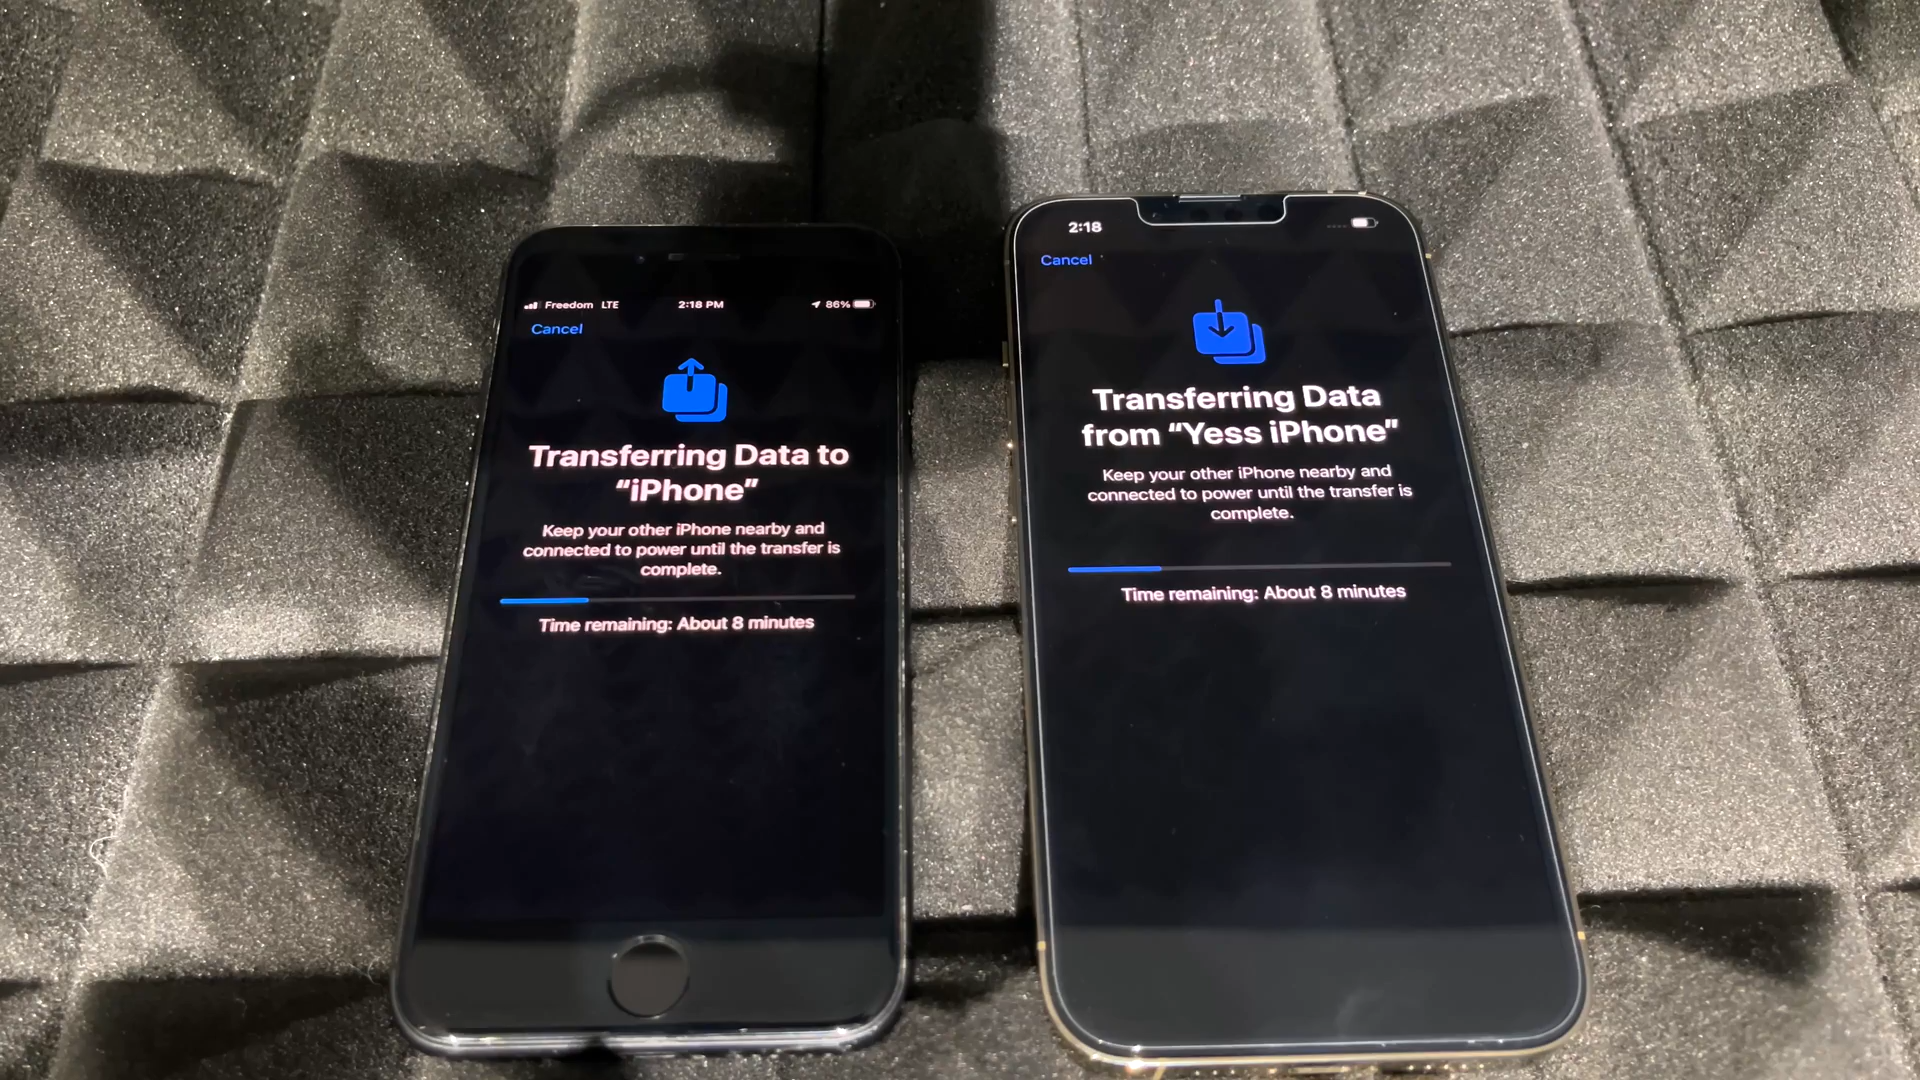 Freedom LTE 2:18 PM 86%
Cancel
Transferring Data to
“iPhone”
Keep your other iPhone nearby and
connected to power until the transfer is
complete.
Time remaining: About 8 minutes
2:18
Cancel
Transferring Data
from “Yess iPhone”
Keep your other iPhone nearby and
connected to power until the transfer is
complete.
Time remaining: About 8 minutes